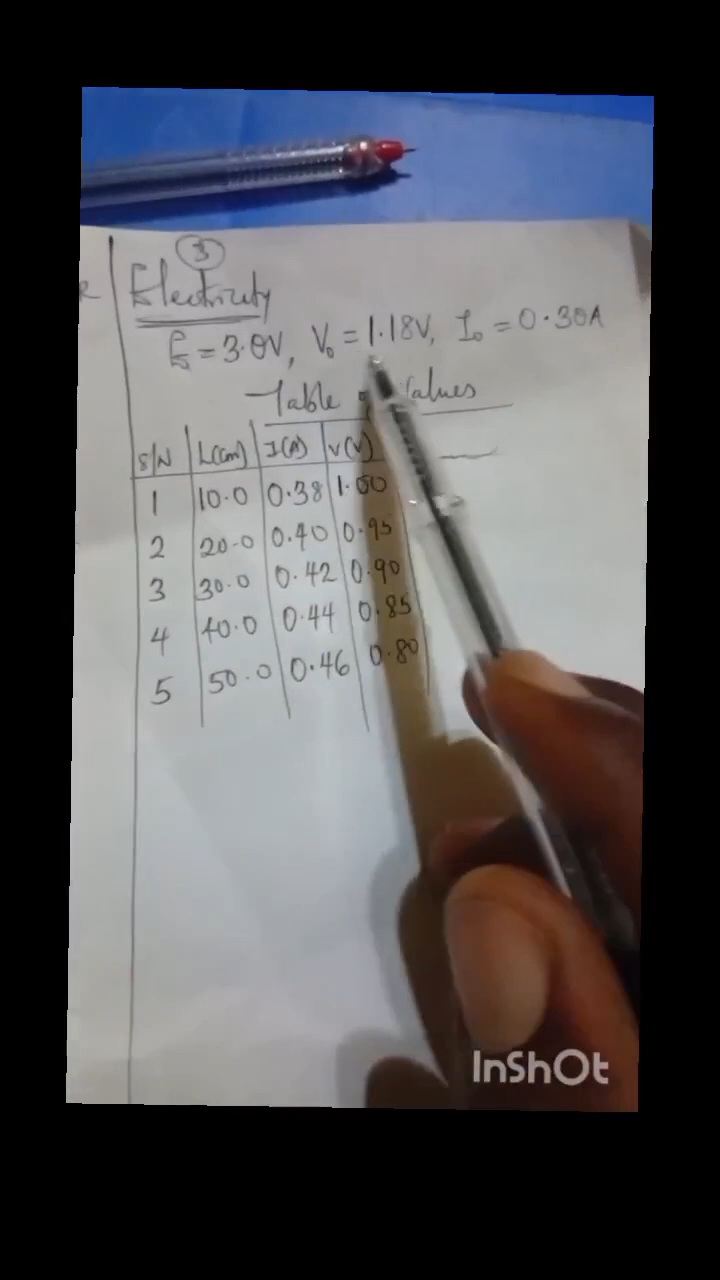 3
Electricity
E = 3.0V, V₀ = 1.18V, I₀ = 0.30A
Table of Values
S/N L(cm) I(A) V(V)
1 10.0 0.38 1.00
2 20.0 0.40 0.95
3 30.0 0.42 0.90
4 40.0 0.44 0.85
5 50.0 0.46 0.80
InShOt